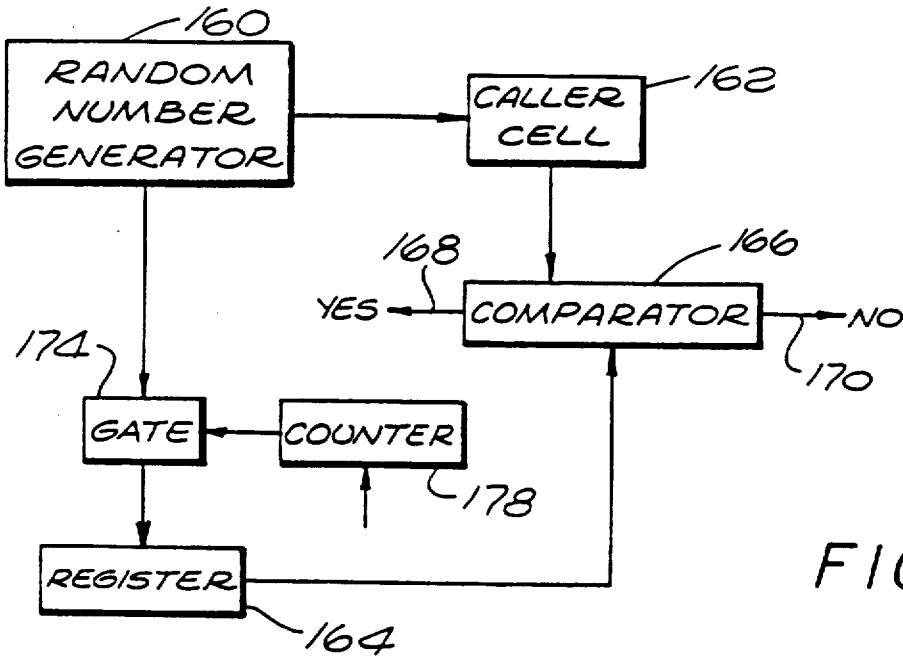 160
RANDOM
NUMBER
GENERATOR
CALLER
CELL
162
168
166
YES
COMPARATOR
NO
170
174
GATE
COUNTER
178
REGISTER
164
FIG